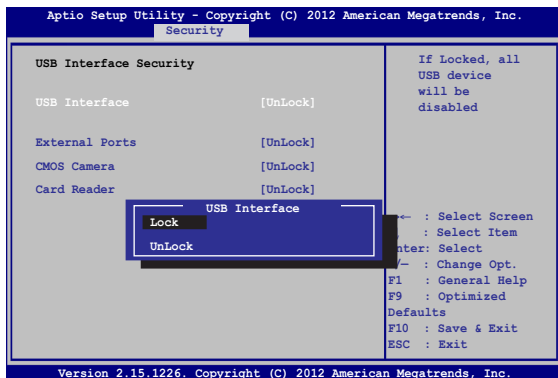 Aptio Setup Utility - Copyright (C) 2012 American Megatrends, Inc.
Security
USB Interface Security
USB Interface [UnLock]
External Ports [UnLock]
CMOS Camera [UnLock]
Card Reader [UnLock]
USB Interface
Lock
UnLock
If Locked, all
USB device
will be
disabled
← : Select Screen
: Select Item
nter: Select
/— : Change Opt.
F1 : General Help
F9 : Optimized
Defaults
F10 : Save & Exit
ESC : Exit
Version 2.15.1226. Copyright (C) 2012 American Megatrends, Inc.